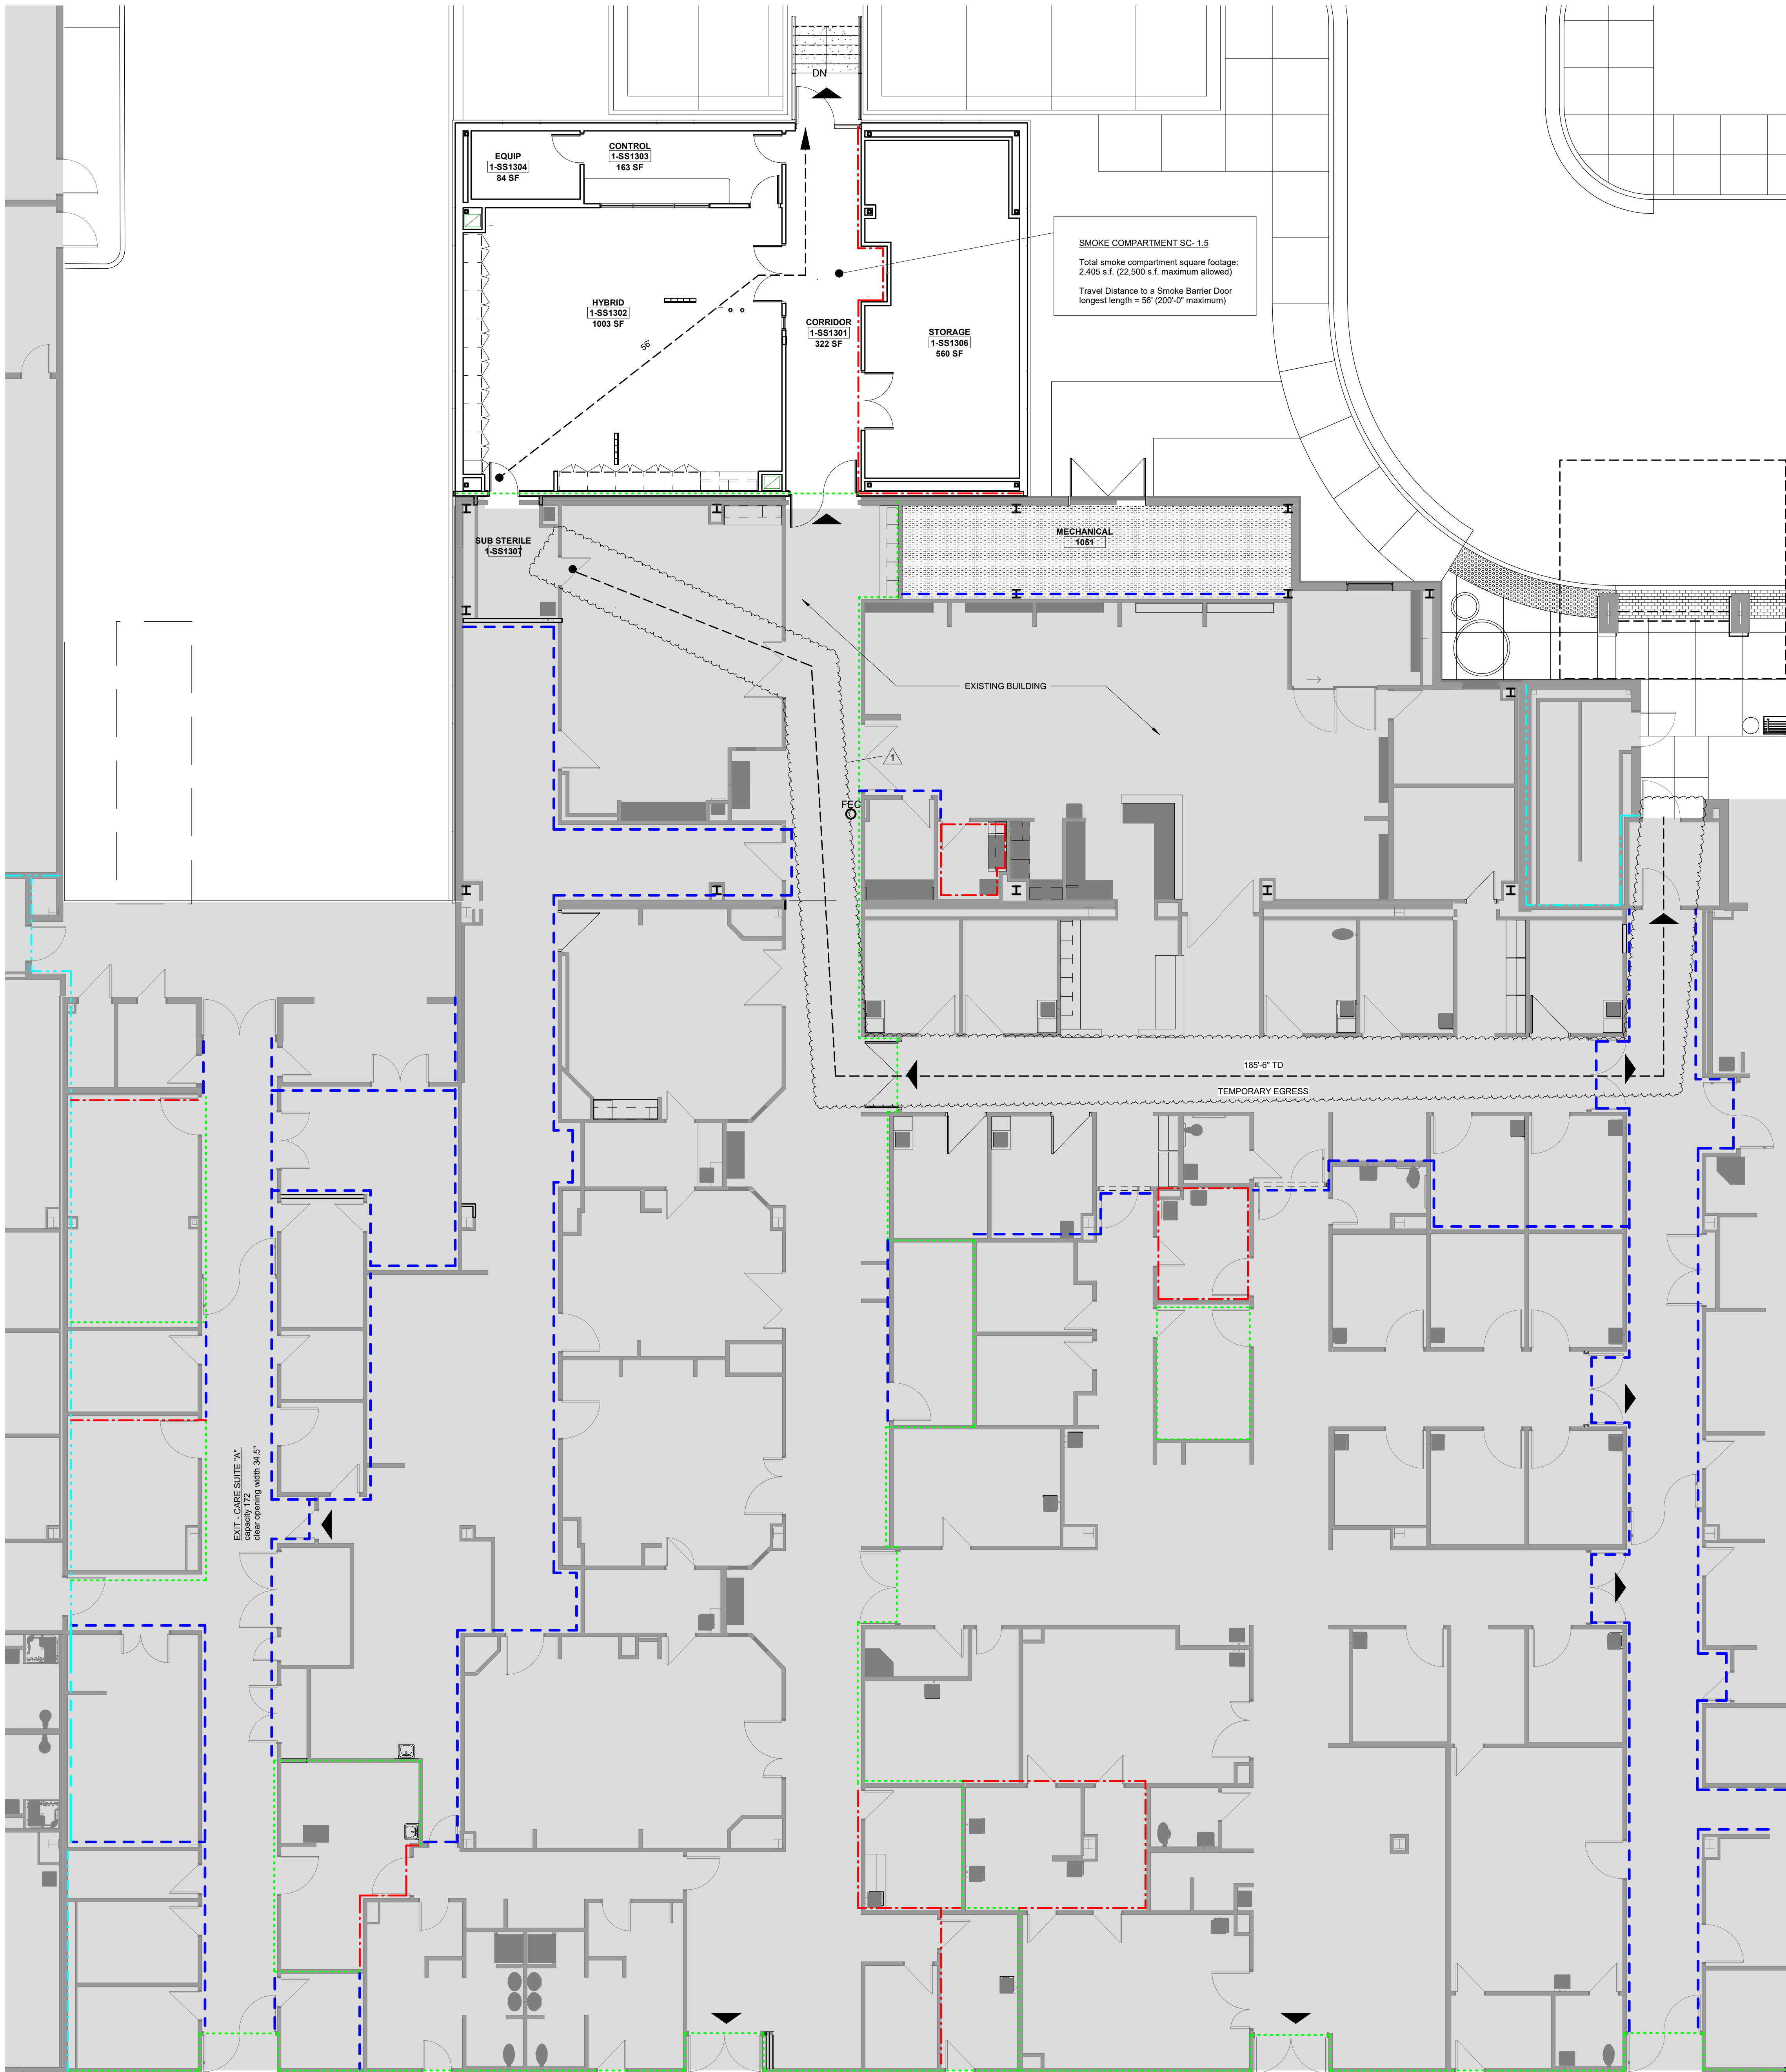 DN
EQUIP
1-SS1304
84 SF
CONTROL
1-SS1303
163 SF
SMOKE COMPARTMENT SC- 1.5
Total smoke compartment square footage:
2,405 s.f. (22,500 s.f. maximum allowed)
Travel Distance to a Smoke Barrier Door
longest length = 56' (200'-0" maximum)
HYBRID
1-SS1302
1003 SF
56'
CORRIDOR
1-SS1301
322 SF
STORAGE
1-SS1306
560 SF
SUB STERILE
1-SS1307
MECHANICAL
1051
EXISTING BUILDING
1
FEC
185'-6" TD
TEMPORARY EGRESS
EXIT - CARE SUITE "A"
capacity 172
clear opening width 34.5"